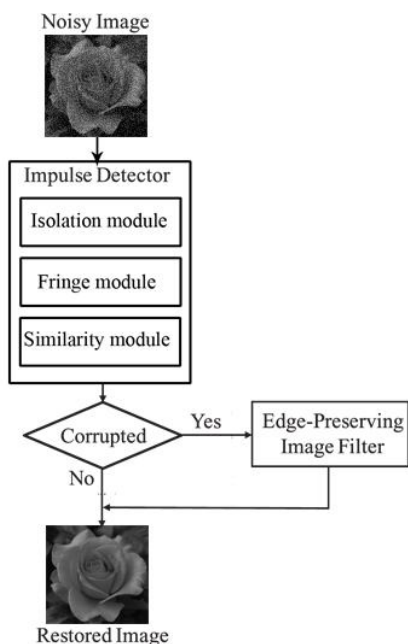 Noisy Image
Impulse Detector
Isolation module
Fringe module
Similarity module
Corrupted
Yes
Edge-Preserving
Image Filter
No
Restored Image